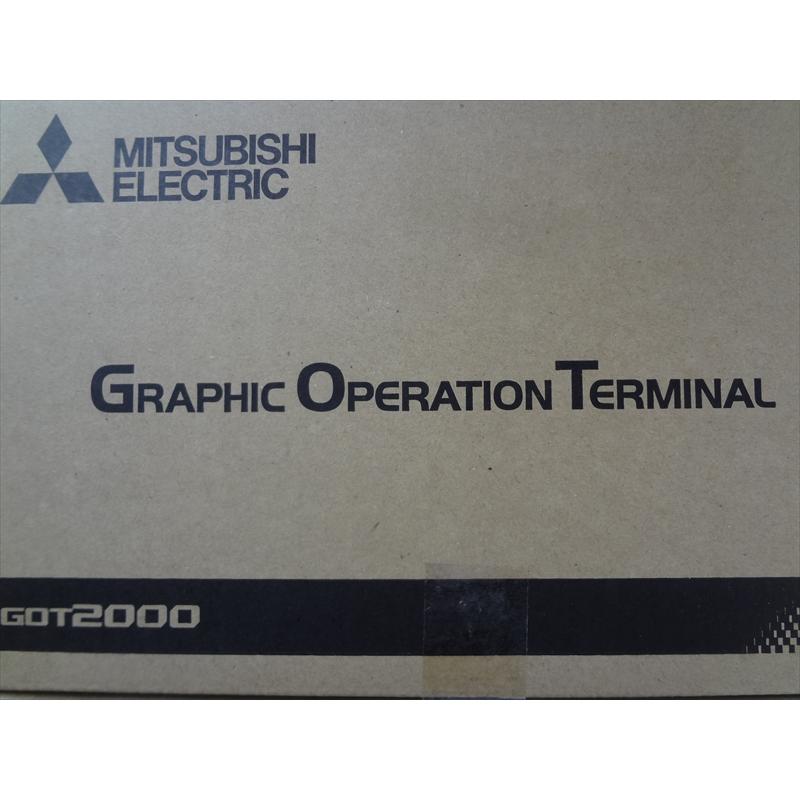 MITSUBISHI
ELECTRIC
GRAPHIC OPERATION TERMINAL
GOT2000